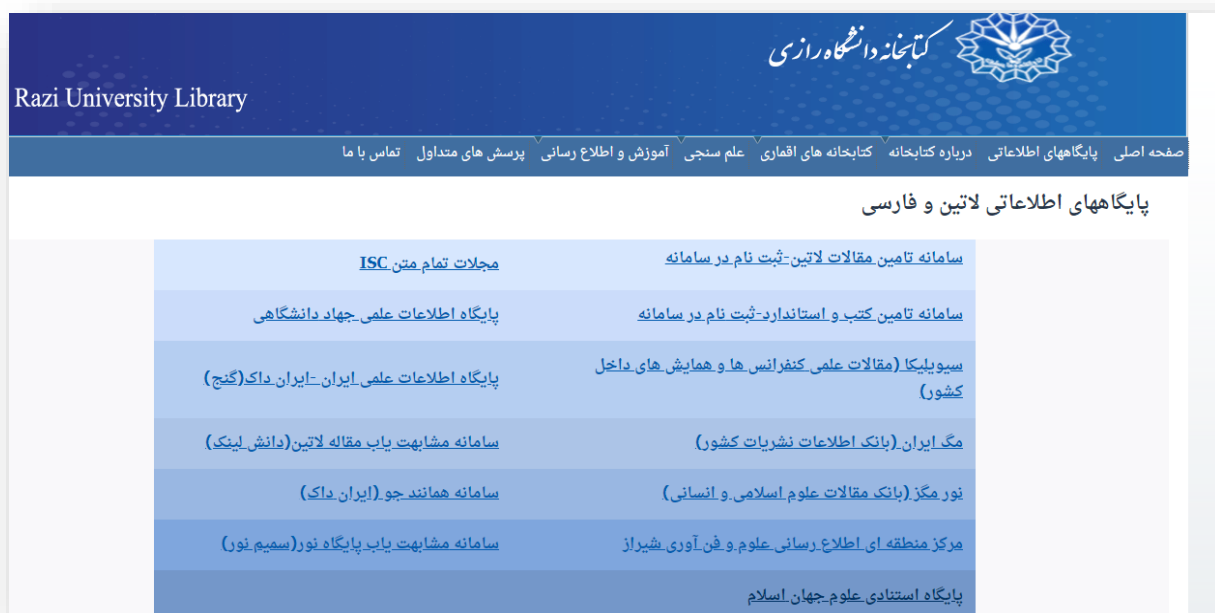 کتابخانه دانشگاه رازی
Razi University Library
صفحه اصلی پایگاههای اطلاعاتی درباره کتابخانه کتابخانه های اقماری علم سنجی آموزش و اطلاع رسانی پرسش های متداول تماس با ما
پایگاههای اطلاعاتی لاتین و فارسی
سامانه تامین مقالات لاتین-ثبت نام در سامانه
مجلات تمام متن ISC
سامانه تامین کتب و استاندارد-ثبت نام در سامانه
پایگاه اطلاعات علمی جهاد دانشگاهی
سیویلیکا (مقالات علمی کنفرانس ها و همایش های داخل
کشور)
پایگاه اطلاعات علمی ایران -ایران داک(گنج)
مگ ایران (بانک اطلاعات نشریات کشور)
سامانه مشابهت یاب مقاله لاتین(دانش لینک)
نور مگز (بانک مقالات علوم اسلامی و انسانی)
سامانه همانند جو (ایران داک)
مرکز منطقه ای اطلاع رسانی علوم و فن آوری شیراز
سامانه مشابهت یاب پایگاه نور(سمیم نور)
پایگاه استنادی علوم جهان اسلام